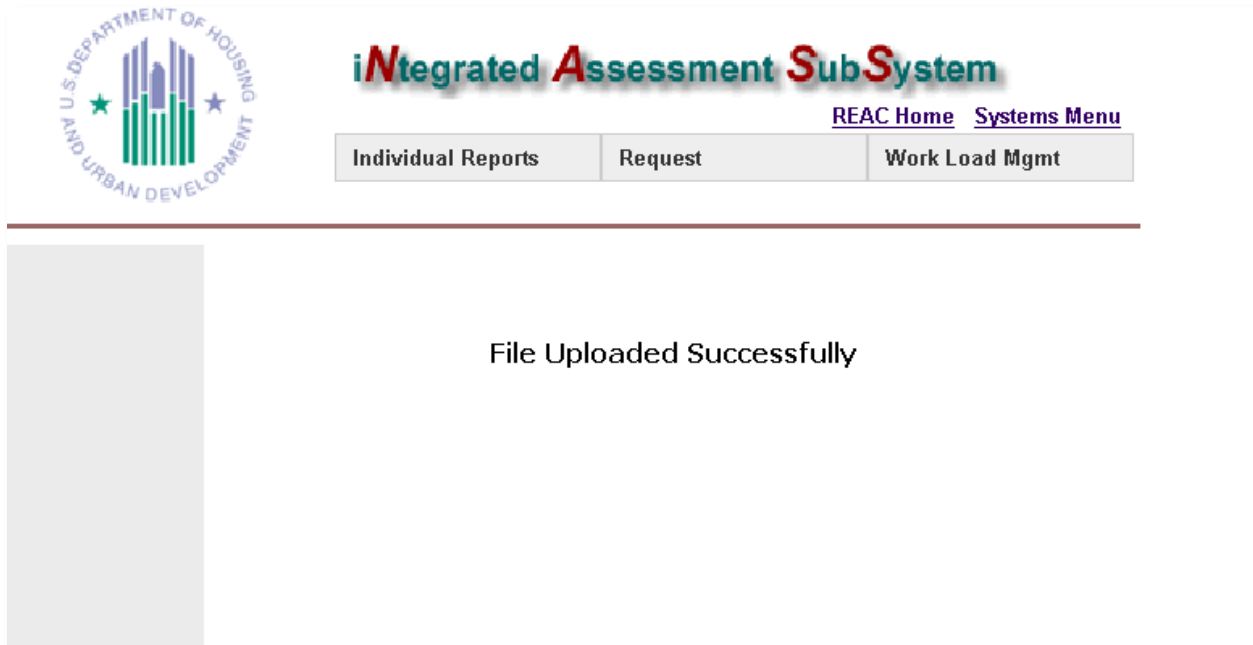 U.S. DEPARTMENT OF HOUSING
AND URBAN DEVELOPMENT
iNtegrated Assessment SubSystem
REAC Home Systems Menu
Individual Reports Request Work Load Mgmt
File Uploaded Successfully